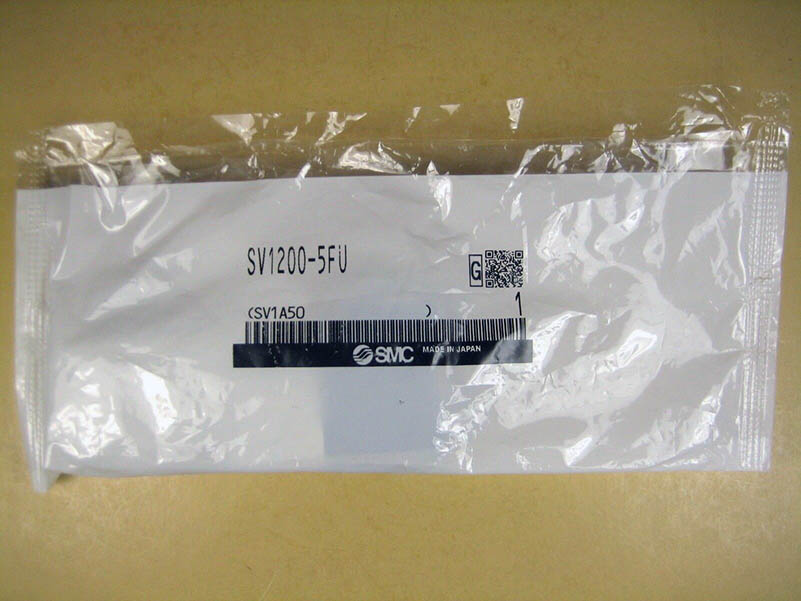 SV1200-5FU
G
(SV1A50 ) 1
SMC MADE IN JAPAN